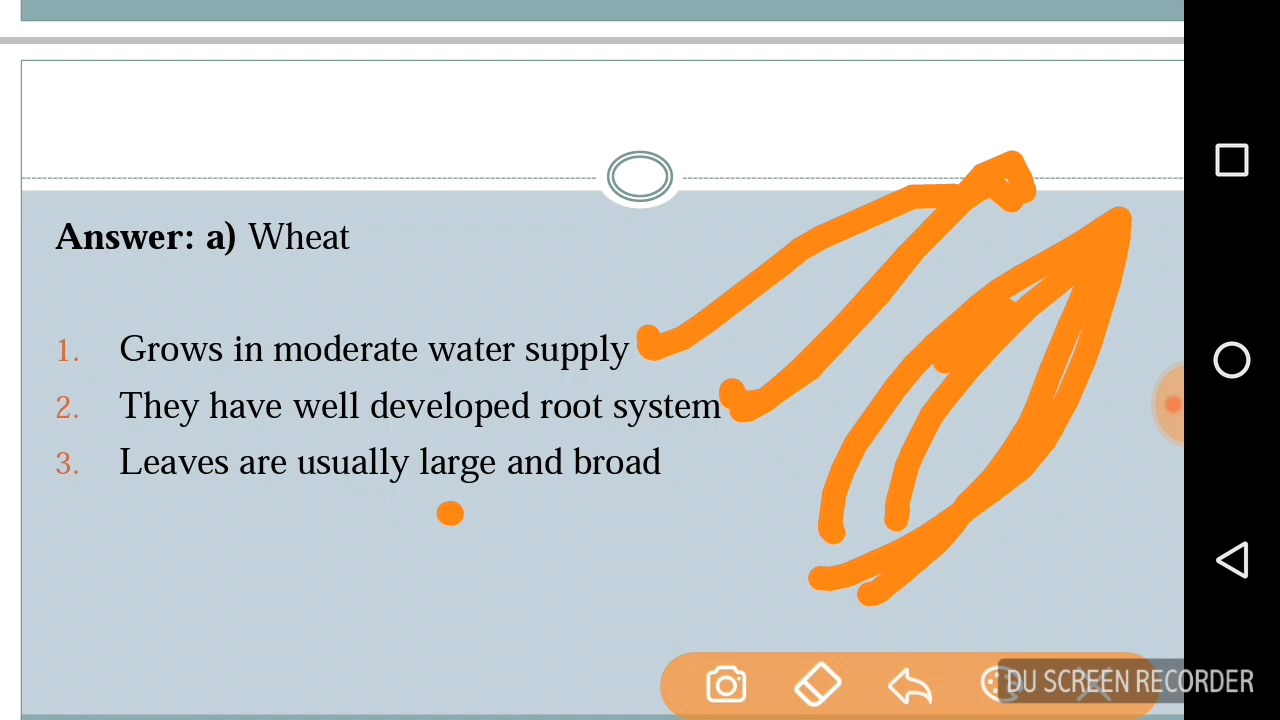 Answer: a) Wheat
1. Grows in moderate water supply
2. They have well developed root system
3. Leaves are usually large and broad
DU SCREEN RECORDER